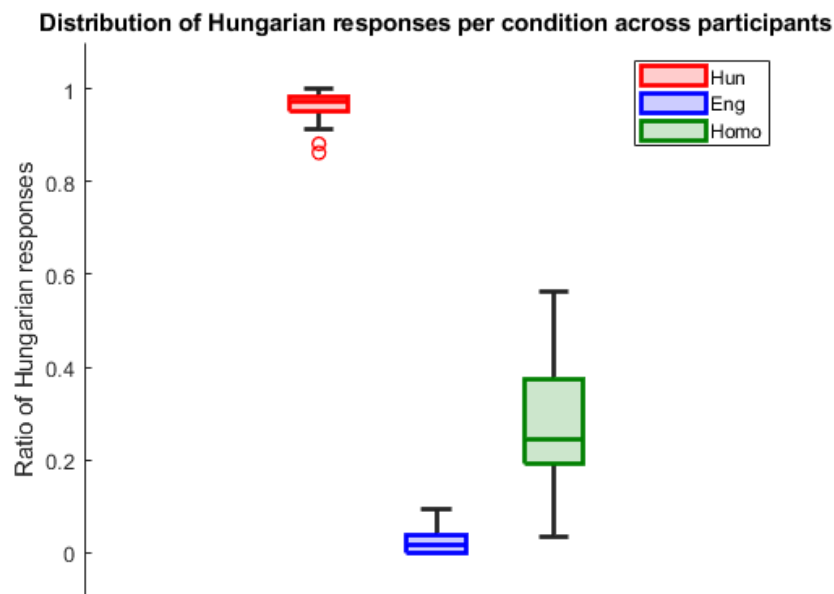 Distribution of Hungarian responses per condition across participants
Hun
Eng
Homo
Ratio of Hungarian responses
1
0.8
0.6
0.4
0.2
0